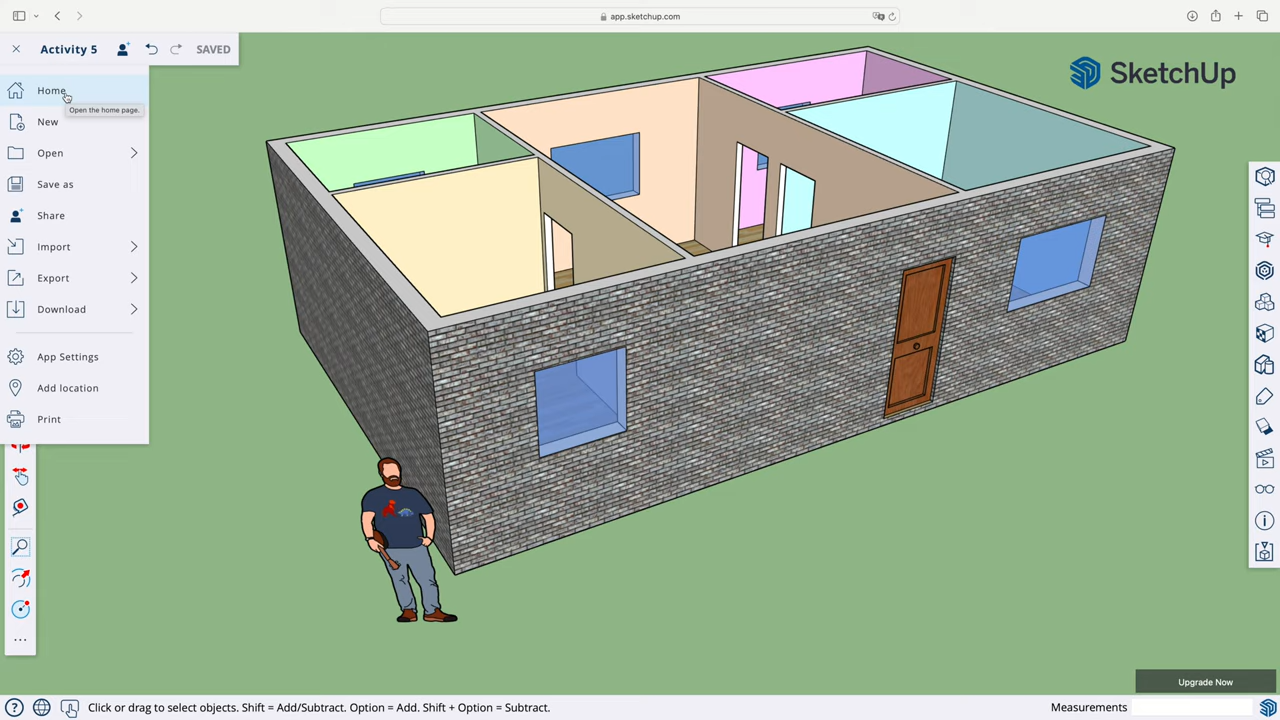 app.sketchup.com
Activity 5
SAVED
SketchUp
Home
Open the home page.
New
Open
Save as
Share
Import
Export
Download
App Settings
Add location
Print
Upgrade Now
Click or drag to select objects. Shift = Add/Subtract. Option = Add. Shift + Option = Subtract.
Measurements